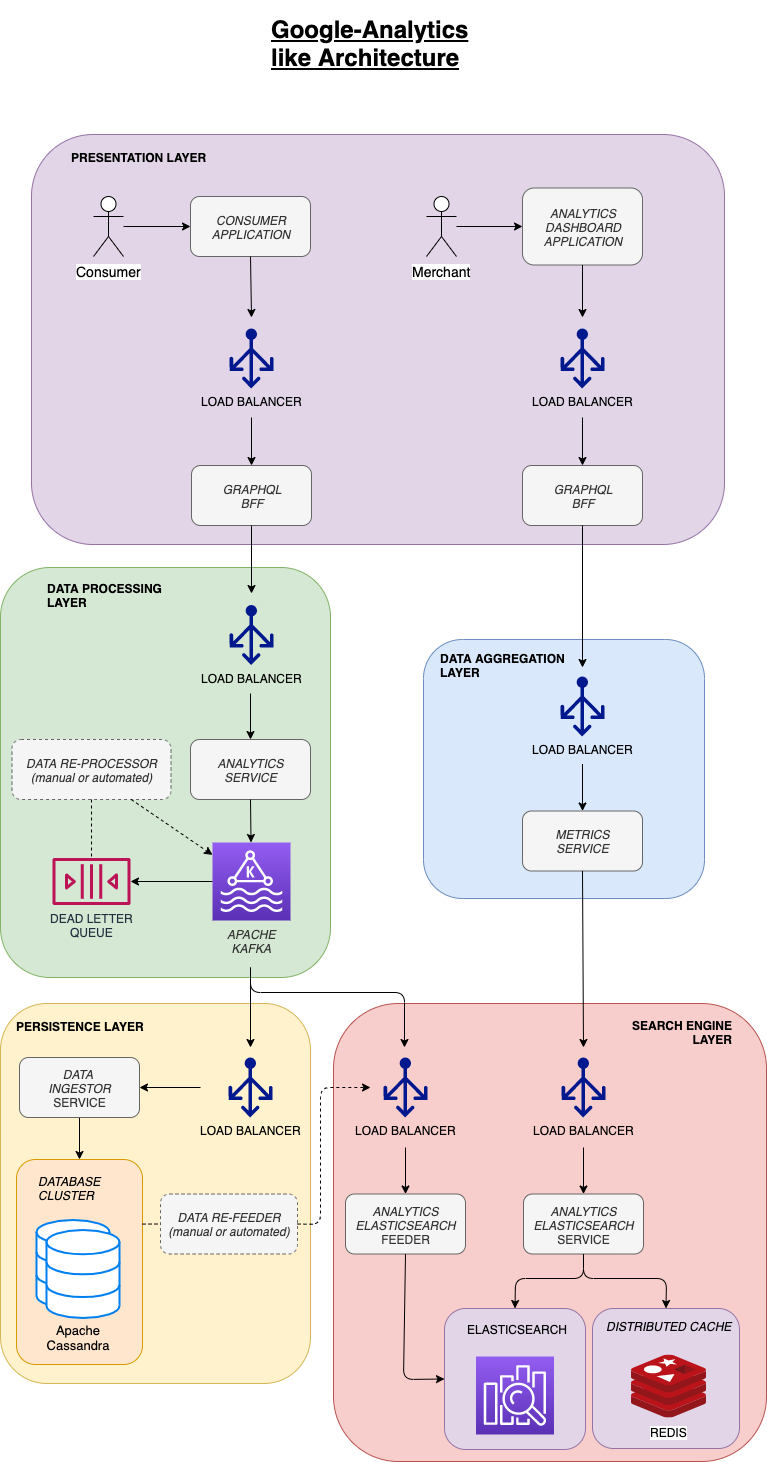 Google-Analytics
like Architecture
PRESENTATION LAYER
CONSUMER
APPLICATION
ANALYTICS
DASHBOARD
APPLICATION
Consumer
Merchant
LOAD BALANCER
LOAD BALANCER
GRAPHQL
BFF
GRAPHQL
BFF
DATA PROCESSING
LAYER
LOAD BALANCER
DATA RE-PROCESSOR
(manual or automated)
ANALYTICS
SERVICE
K
DEAD LETTER
QUEUE
APACHE
KAFKA
DATA AGGREGATION
LAYER
LOAD BALANCER
METRICS
SERVICE
PERSISTENCE LAYER
DATA
INGESTOR
SERVICE
LOAD BALANCER
DATABASE
CLUSTER
DATA RE-FEEDER
(manual or automated)
Apache
Cassandra
SEARCH ENGINE
LAYER
LOAD BALANCER
LOAD BALANCER
ANALYTICS
ELASTICSEARCH
FEEDER
ANALYTICS
ELASTICSEARCH
SERVICE
ELASTICSEARCH
DISTRIBUTED CACHE
REDIS